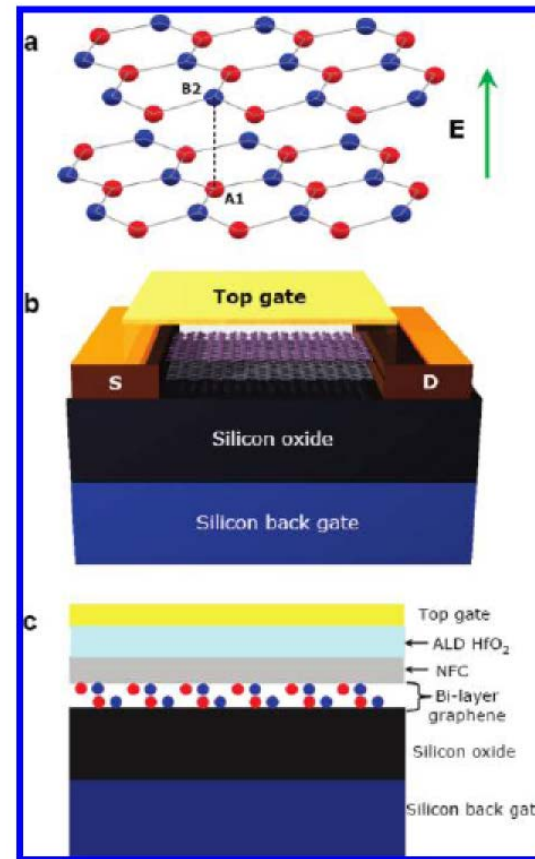 a
B2
E
A1
b
Top gate
S
D
Silicon oxide
Silicon back gate
c
Top gate
ALD HfO₂
NFC
Bi-layer
graphene
Silicon oxide
Silicon back gat